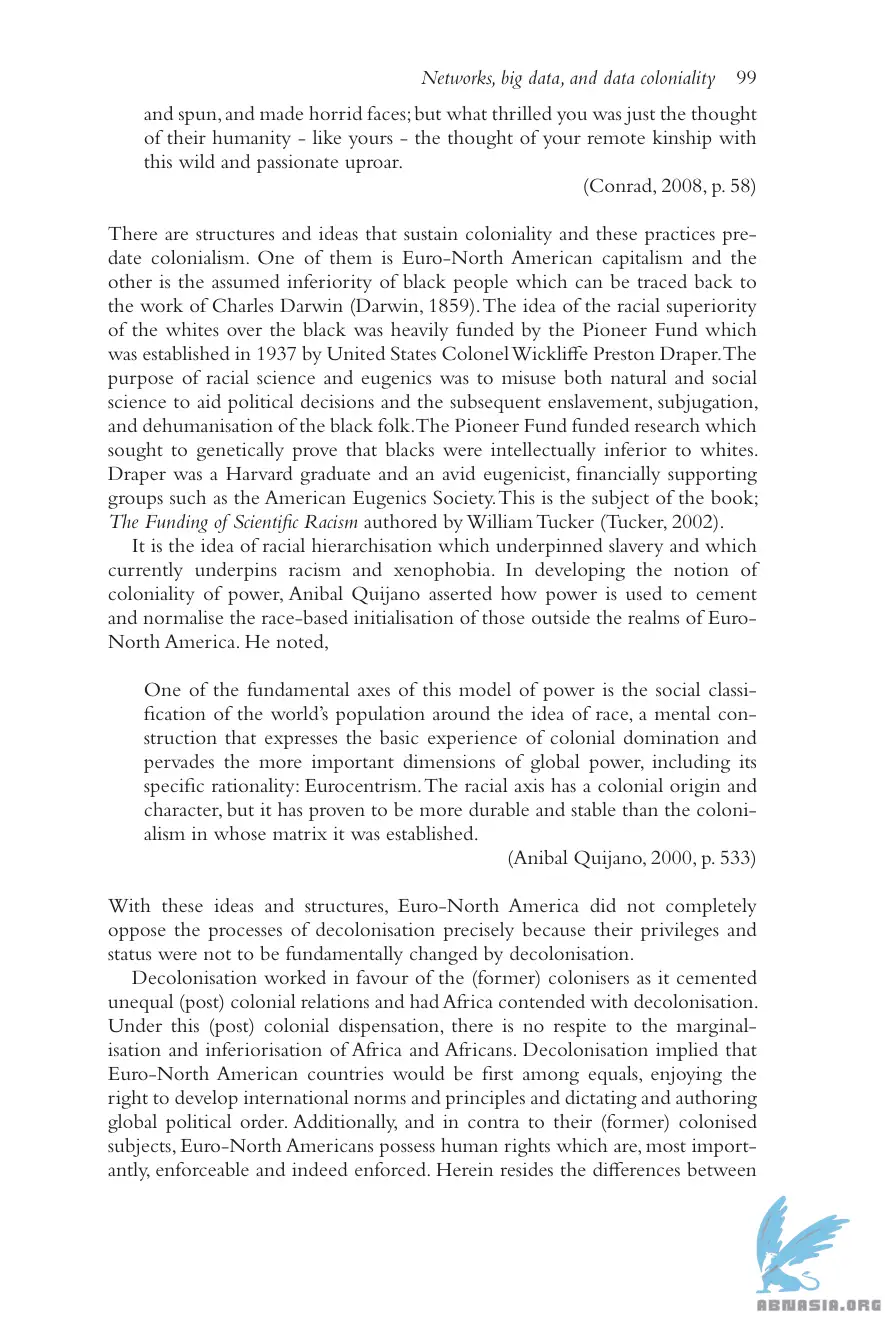 Networks, big data, and data coloniality 99
and spun, and made horrid faces; but what thrilled you was just the thought
of their humanity - like yours - the thought of your remote kinship with
this wild and passionate uproar.
(Conrad, 2008, p. 58)
There are structures and ideas that sustain coloniality and these practices pre-
date colonialism. One of them is Euro-North American capitalism and the
other is the assumed inferiority of black people which can be traced back to
the work of Charles Darwin (Darwin, 1859). The idea of the racial superiority
of the whites over the black was heavily funded by the Pioneer Fund which
was established in 1937 by United States Colonel Wickliffe Preston Draper. The
purpose of racial science and eugenics was to misuse both natural and social
science to aid political decisions and the subsequent enslavement, subjugation,
and dehumanisation of the black folk. The Pioneer Fund funded research which
sought to genetically prove that blacks were intellectually inferior to whites.
Draper was a Harvard graduate and an avid eugenicist, financially supporting
groups such as the American Eugenics Society. This is the subject of the book;
The Funding of Scientific Racism authored by William Tucker (Tucker, 2002).
It is the idea of racial hierarchisation which underpinned slavery and which
currently underpins racism and xenophobia. In developing the notion of
coloniality of power, Anibal Quijano asserted how power is used to cement
and normalise the race-based initialisation of those outside the realms of Euro-
North America. He noted,
One of the fundamental axes of this model of power is the social classi-
fication of the world's population around the idea of race, a mental con-
struction that expresses the basic experience of colonial domination and
pervades the more important dimensions of global power, including its
specific rationality: Eurocentrism. The racial axis has a colonial origin and
character, but it has proven to be more durable and stable than the coloni-
alism in whose matrix it was established.
(Anibal Quijano, 2000, p. 533)
With these ideas and structures, Euro-North America did not completely
oppose the processes of decolonisation precisely because their privileges and
status were not to be fundamentally changed by decolonisation.
Decolonisation worked in favour of the (former) colonisers as it cemented
unequal (post) colonial relations and had Africa contended with decolonisation.
Under this (post) colonial dispensation, there is no respite to the marginal-
isation and inferiorisation of Africa and Africans. Decolonisation implied that
Euro-North American countries would be first among equals, enjoying the
right to develop international norms and principles and dictating and authoring
global political order. Additionally, and in contra to their (former) colonised
subjects, Euro-North Americans possess human rights which are, most import-
antly, enforceable and indeed enforced. Herein resides the differences between
ABNASIA.ORG